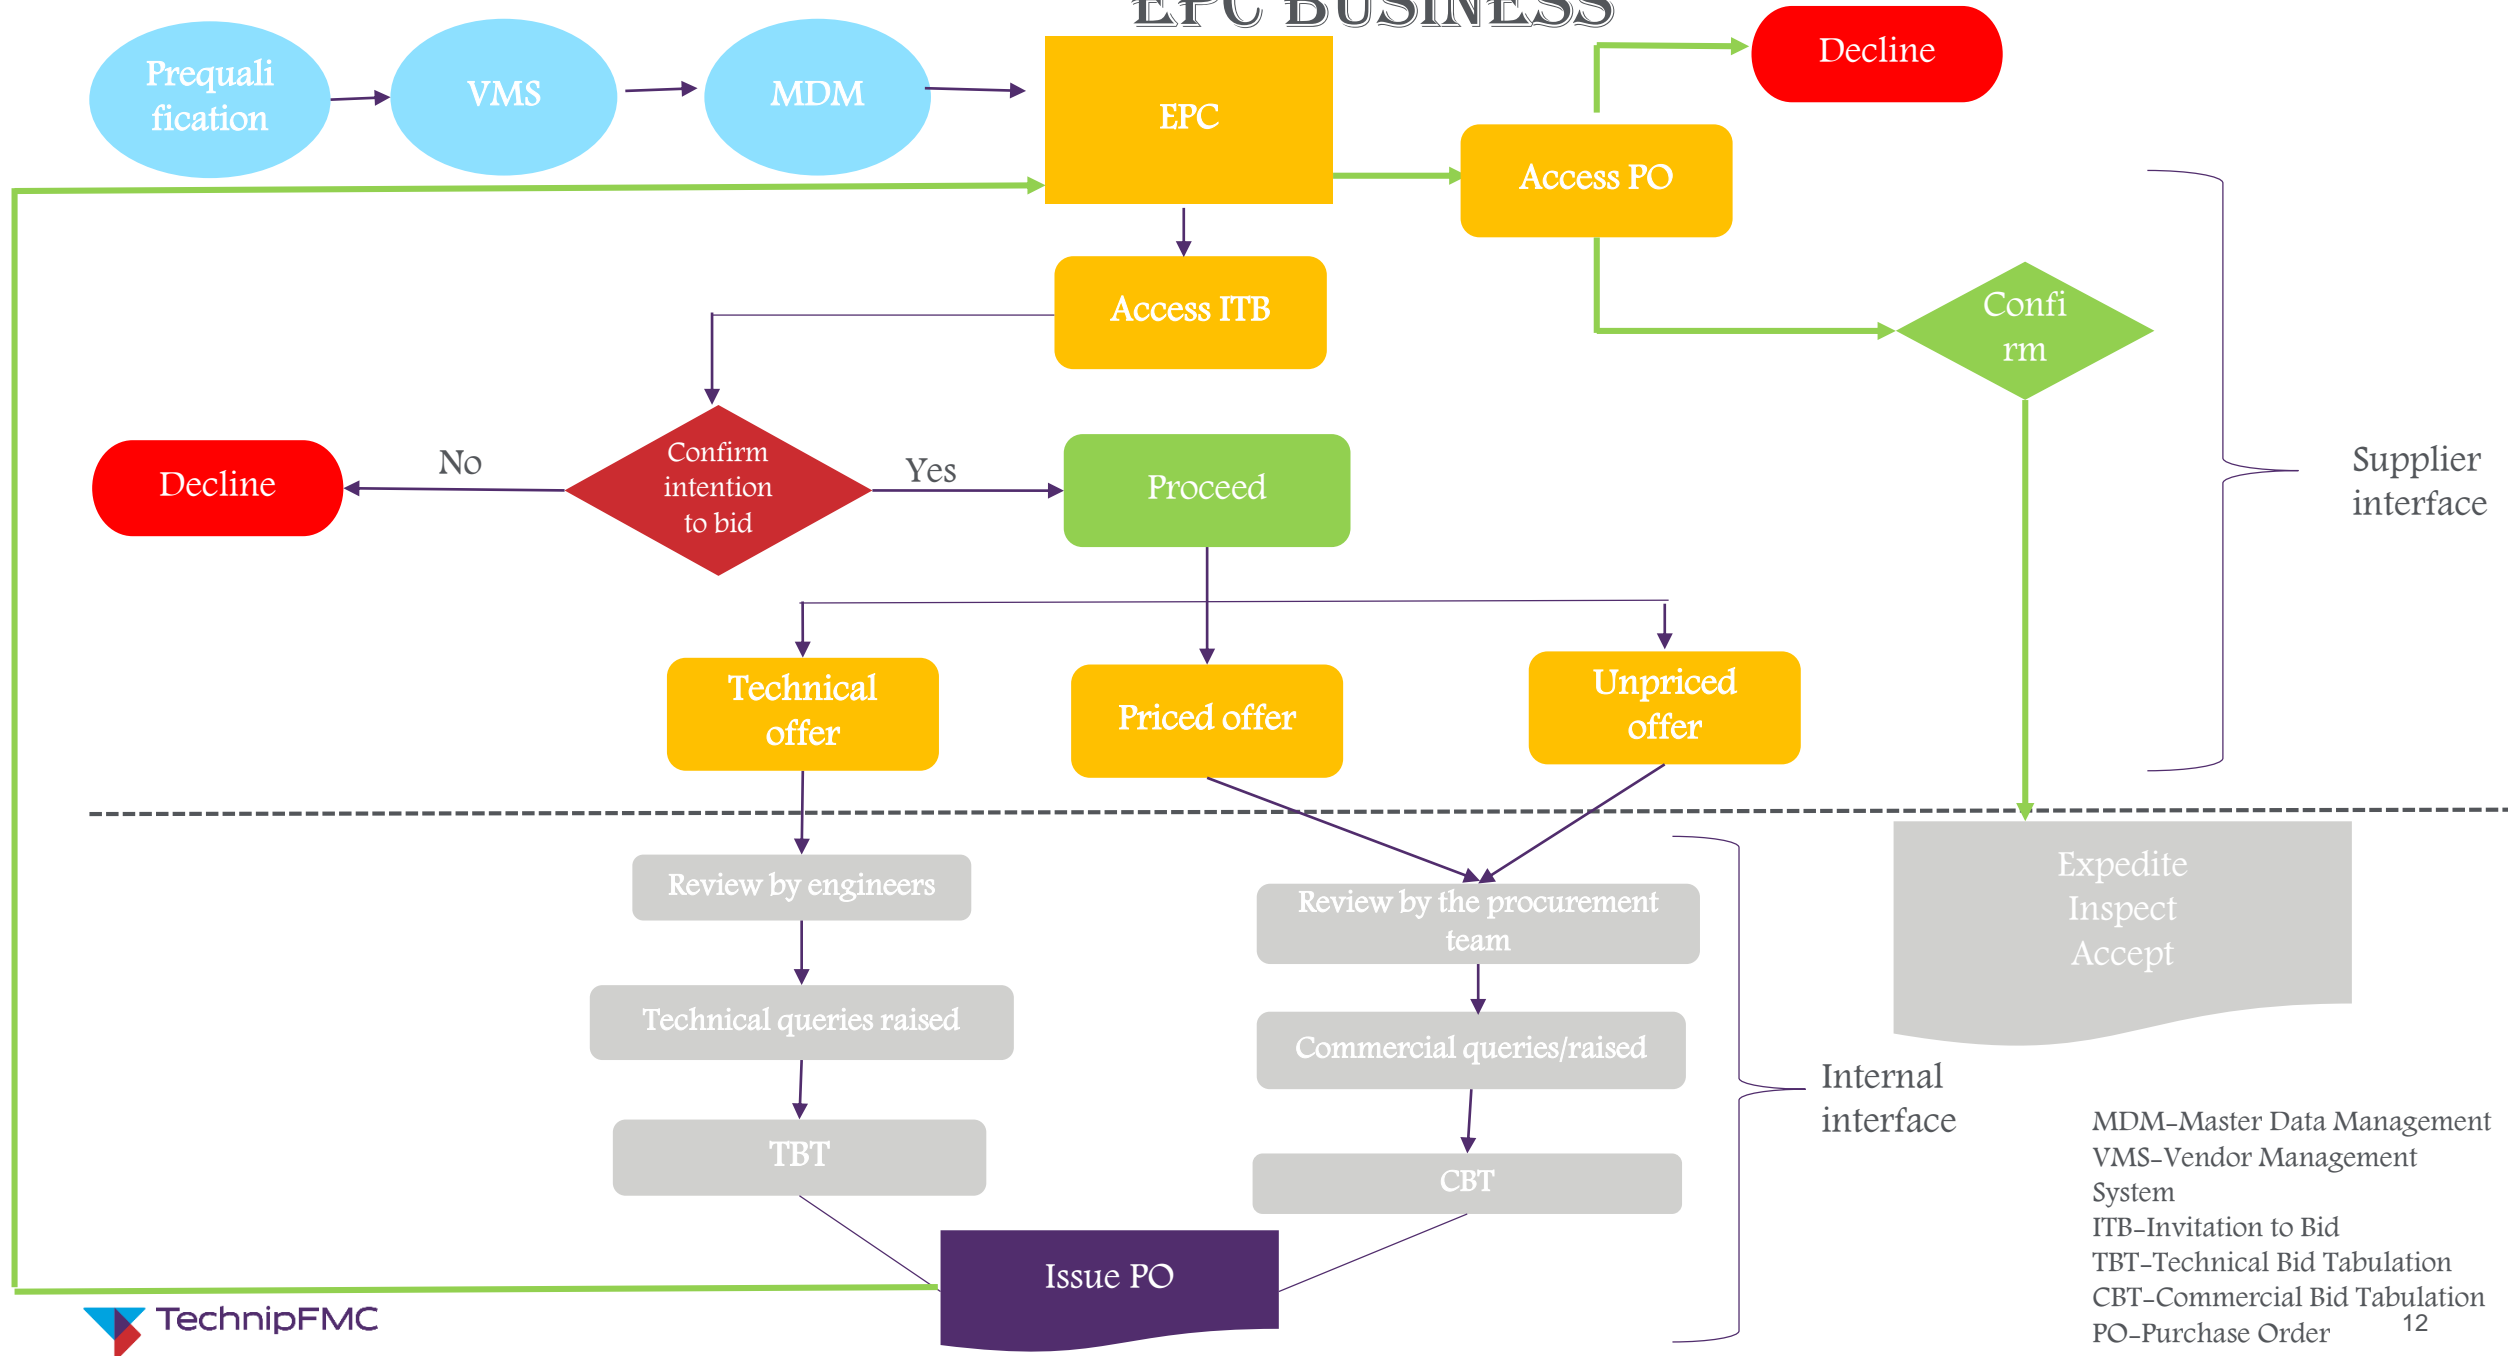 EPC BUSINESS
Prequali
fication
VMS
MDM
EPC
Decline
Access PO
Access ITB
Confi
rm
Decline
No
Confirm
intention
to bid
Yes
Proceed
Supplier
interface
Technical
offer
Priced offer
Unpriced
offer
Review by engineers
Review by the procurement
team
Expedite
Inspect
Accept
Technical queries raised
Commercial queries/raised
Internal
interface
TBT
CBT
Issue PO
MDM-Master Data Management
VMS-Vendor Management
System
ITB-Invitation to Bid
TBT-Technical Bid Tabulation
CBT-Commercial Bid Tabulation
PO-Purchase Order
12
TechnipFMC